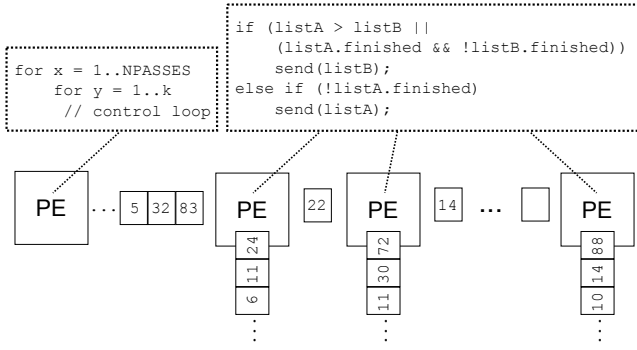 if (listA > listB ||
(listA.finished && !listB.finished))
send(listB);
else if (!listA.finished)
send(listA);
for x = 1..NPASSES
for y = 1..k
// control loop
PE ... 5 32 83 PE 22 PE 14 ... PE
24 72 88
11 30 14
6 11 10